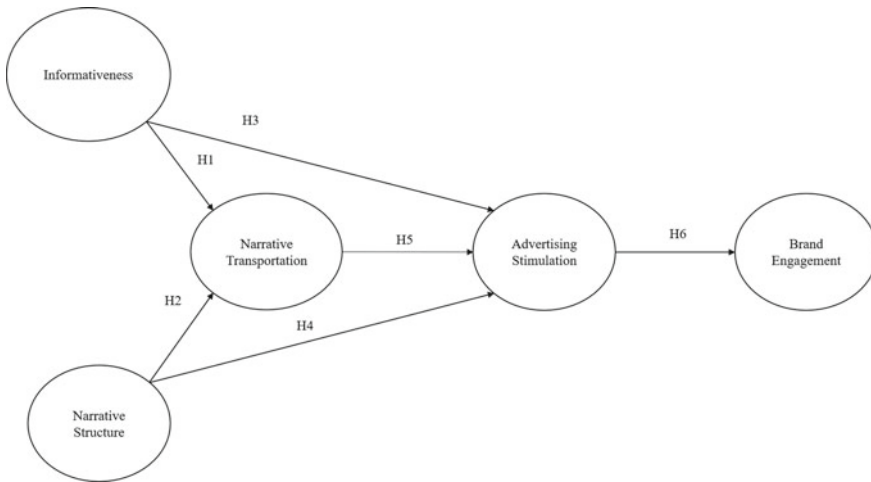 Informativeness
H3
H1
Narrative
Transportation
H5
Advertising
Stimulation
H6
Brand
Engagement
H2
H4
Narrative
Structure